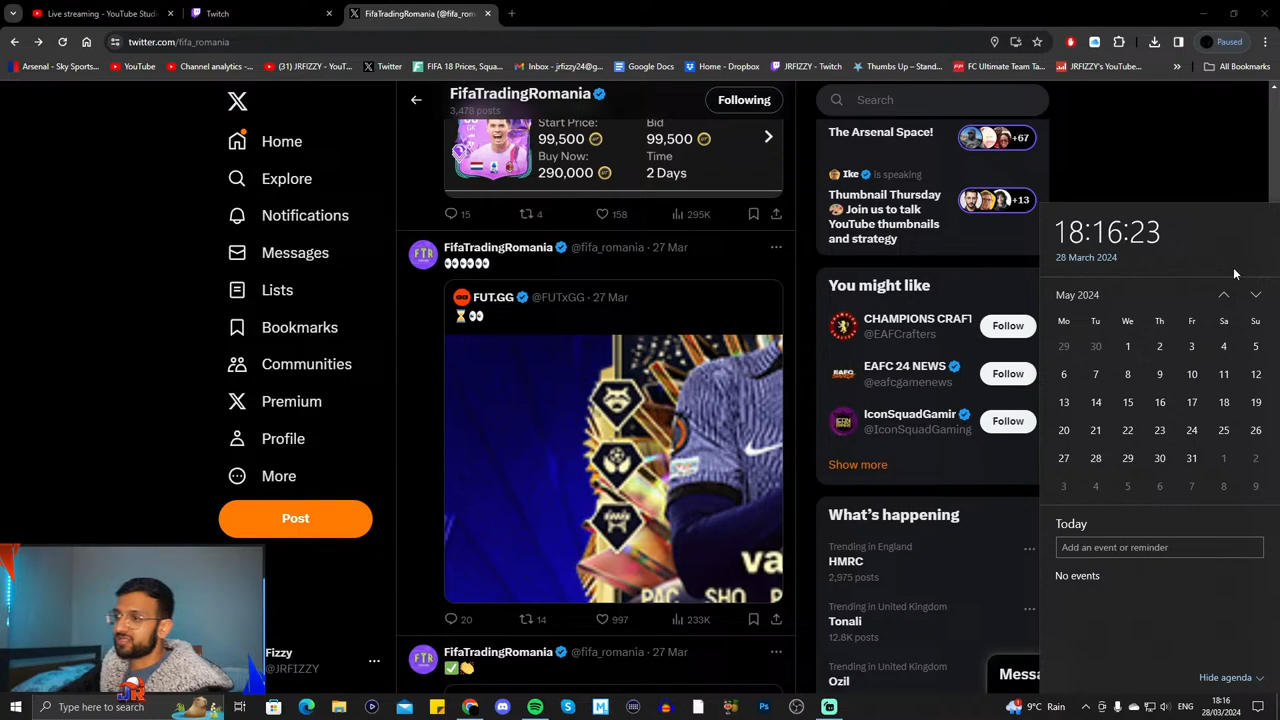 Live streaming - YouTube Studi
Twitch
FifaTradingRomania (@fifa_rom
twitter.com/fifa_romania
Paused
Arsenal - Sky Sports...
YouTube
Channel analytics -...
(31) JRFIZZY - YouT...
Twitter
FIFA 18 Prices, Squa...
Inbox - jrfizzy24@g...
Google Docs
Home - Dropbox
JRFIZZY - Twitch
Thumbs Up – Stand...
FC Ultimate Team Ta...
JRFIZZY's YouTube...
All Bookmarks
Home
Explore
Notifications
Messages
Lists
Bookmarks
Communities
Premium
Profile
More
Post
Fizzy
@JRFIZZY
FifaTradingRomania
3,478 posts
Following
GK
Start Price:
99,500
Bid
99,500
Buy Now:
290,000
Time
2 Days
15
4
158
295K
FifaTradingRomania @fifa_romania · 27 Mar
FTR
FUT.GG @FUTxGG · 27 Mar
va
PAC SHO
20
14
997
233K
FifaTradingRomania @fifa_romania · 27 Mar
FTR
Search
The Arsenal Space!
+67
Ike is speaking
Thumbnail Thursday
Join us to talk
YouTube thumbnails
and strategy
+13
You might like
CHAMPIONS CRAFT
@EAFCrafters
Follow
EAFC 24 NEWS
@eafcgamenews
Follow
IconSquadGamir
@IconSquadGaming
Follow
Show more
What's happening
Trending in England
HMRC
2,975 posts
Trending in United Kingdom
Tonali
12.8K posts
Trending in United Kingdom
Ozil
Messa
18:16:23
28 March 2024
May 2024
Mo Tu We Th Fr Sa Su
29 30 1 2 3 4 5
6 7 8 9 10 11 12
13 14 15 16 17 18 19
20 21 22 23 24 25 26
27 28 29 30 31 1 2
3 4 5 6 7 8 9
Today
Add an event or reminder
No events
Hide agenda
JR
Type here to search
9°C Rain
ENG
18:16
28/03/2024